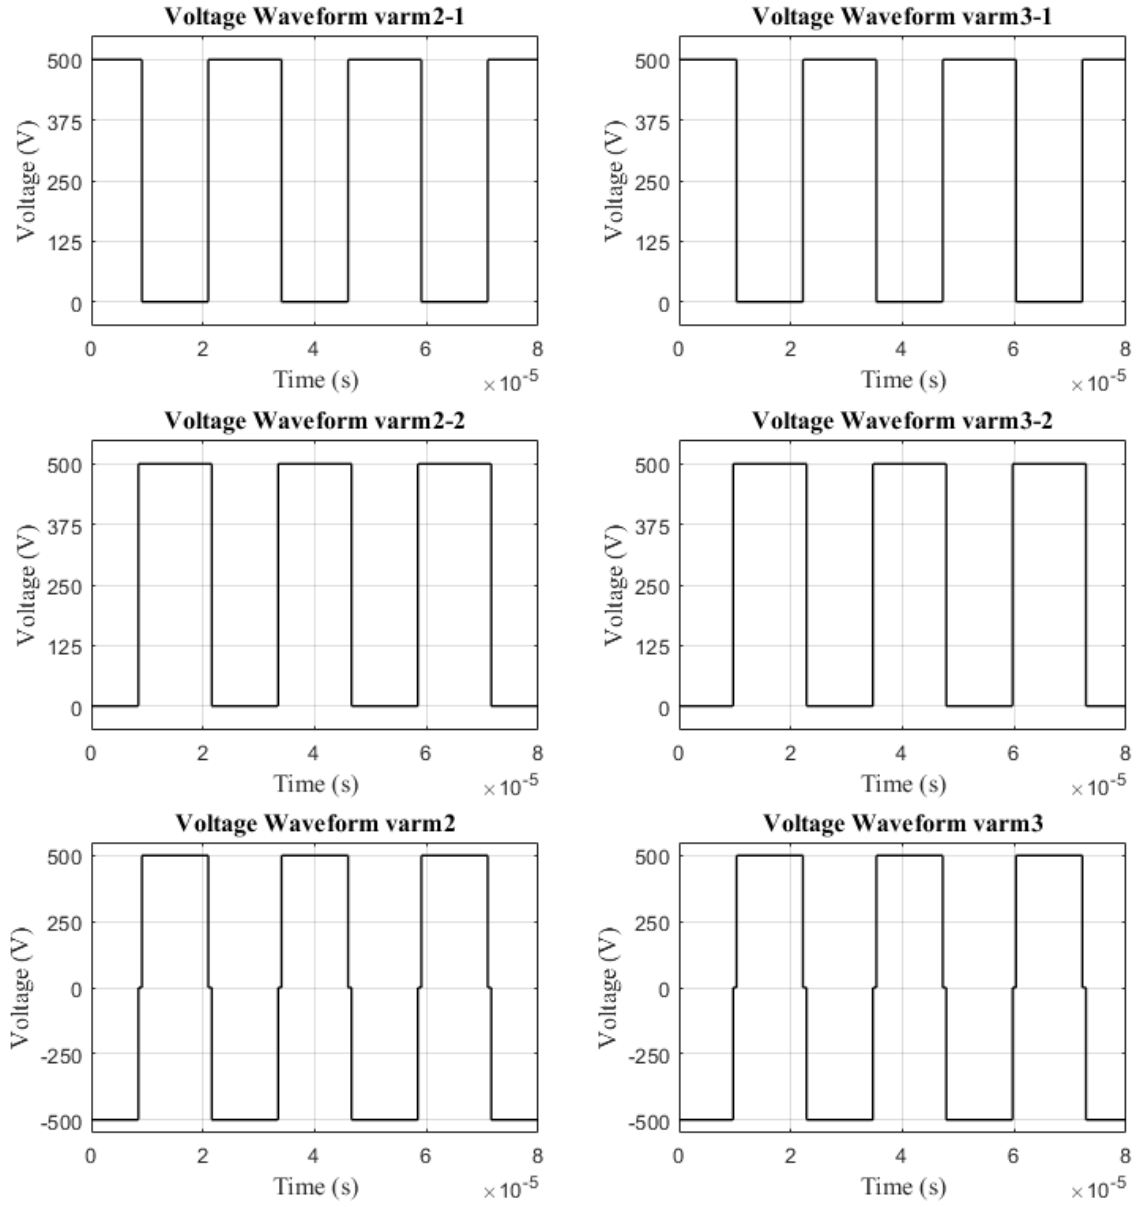 Voltage Waveform varm2-1
500
375
250
125
0
Voltage (V)
0 2 4 6 8
Time (s)
×10-5
Voltage Waveform varm3-1
500
375
250
125
0
Voltage (V)
0 2 4 6 8
Time (s)
×10-5
Voltage Waveform varm2-2
500
375
250
125
0
Voltage (V)
0 2 4 6 8
Time (s)
×10-5
Voltage Waveform varm3-2
500
375
250
125
0
Voltage (V)
0 2 4 6 8
Time (s)
×10-5
Voltage Waveform varm2
500
250
0
-250
-500
Voltage (V)
0 2 4 6 8
Time (s)
×10-5
Voltage Waveform varm3
500
250
0
-250
-500
Voltage (V)
0 2 4 6 8
Time (s)
×10-5